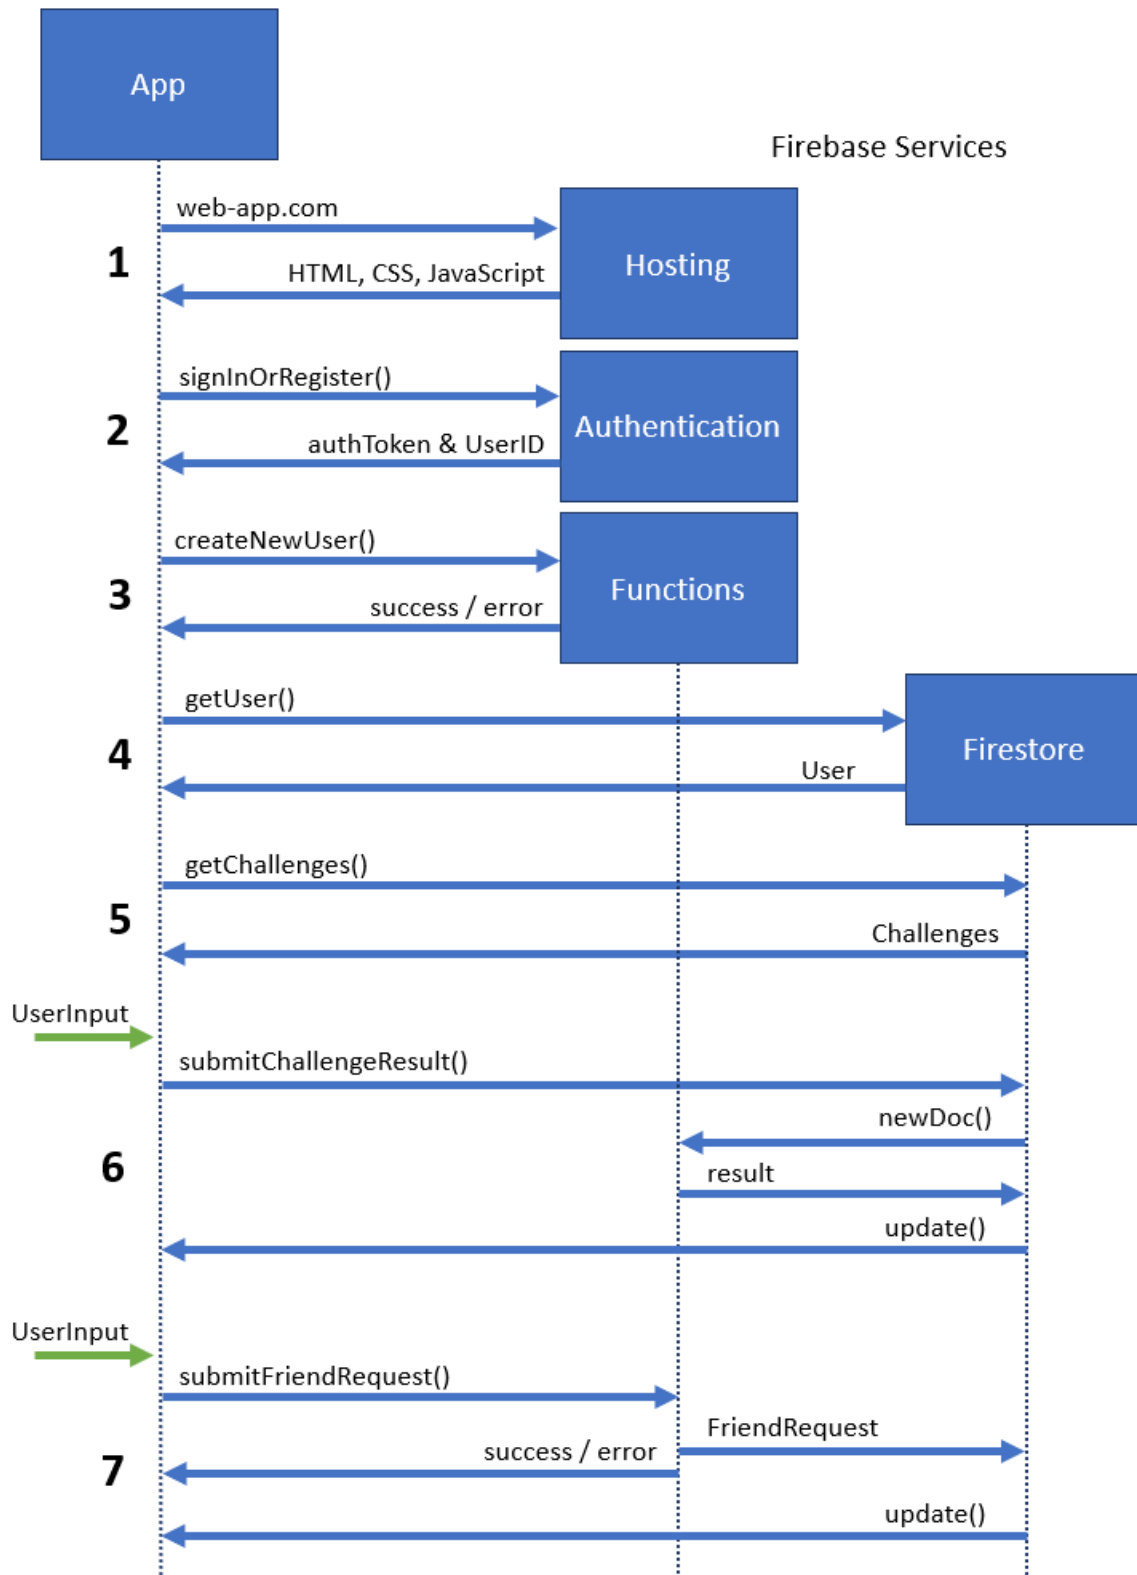 App
Firebase Services
web-app.com
1
HTML, CSS, JavaScript
Hosting
signInOrRegister()
2
authToken & UserID
Authentication
createNewUser()
3
success / error
Functions
getUser()
4
User
Firestore
getChallenges()
5
Challenges
UserInput
submitChallengeResult()
newDoc()
6
result
update()
UserInput
submitFriendRequest()
FriendRequest
7
success / error
update()